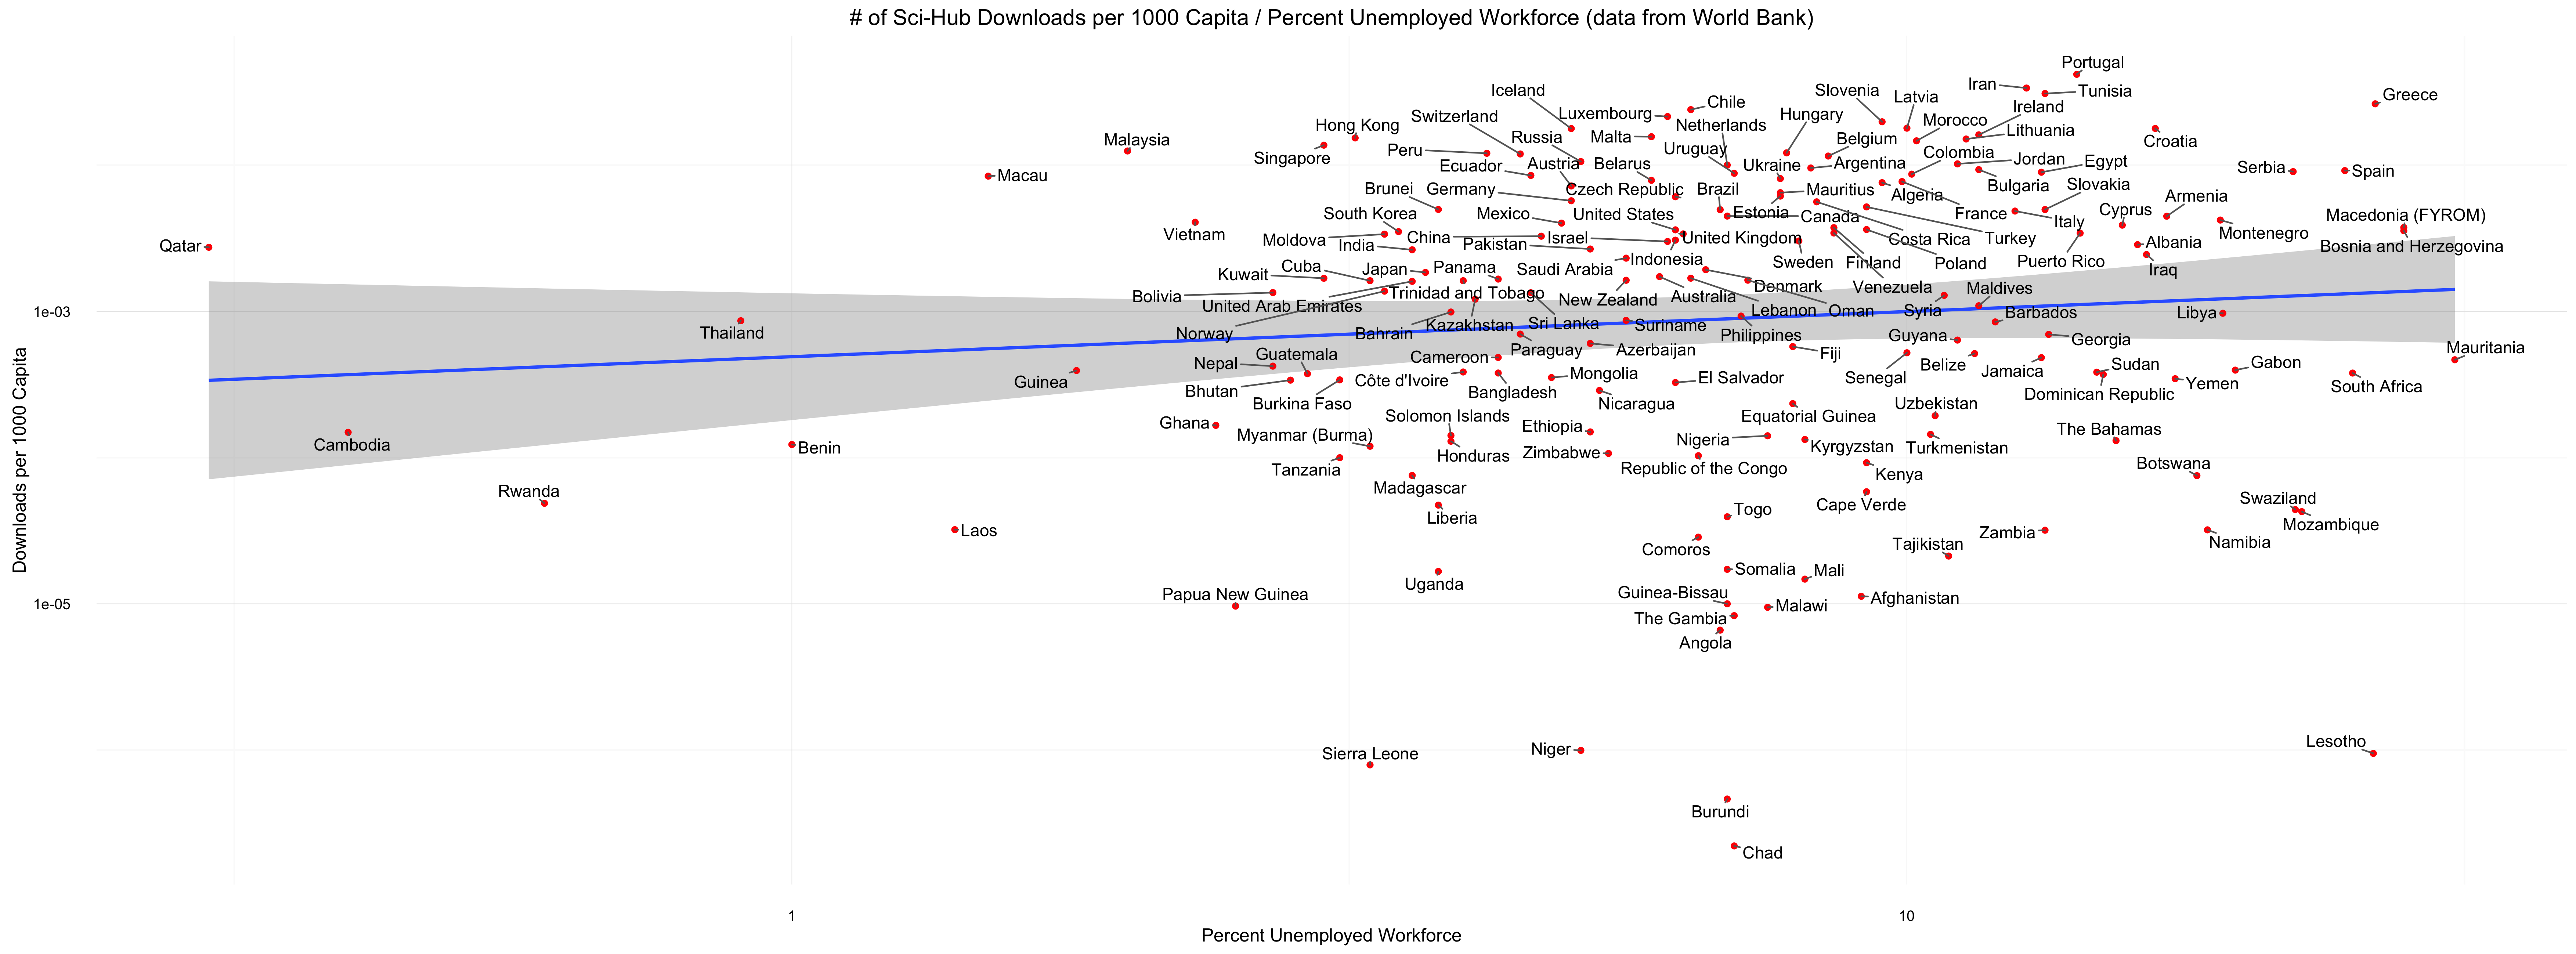 # of Sci-Hub Downloads per 1000 Capita / Percent Unemployed Workforce (data from World Bank)
Portugal
Iran
Tunisia
Greece
Iceland
Slovenia
Latvia
Chile
Luxembourg
Ireland
Switzerland
Hungary
Netherlands
Morocco
Hong Kong
Lithuania
Malaysia
Russia
Malta
Belgium
Croatia
Peru
Uruguay
Singapore
Colombia
Jordan
Egypt
Ecuador
Austria
Belarus
Ukraine
Argentina
Serbia
Spain
Macau
Bulgaria
Slovakia
Brunei
Germany
Czech Republic
Brazil
Mauritius
Algeria
Armenia
South Korea
Mexico
United States
Estonia
Canada
France
Italy
Cyprus
Macedonia (FYROM)
Vietnam
Moldova
China
Israel
United Kingdom
Costa Rica
Turkey
Montenegro
Qatar
India
Pakistan
Albania
Bosnia and Herzegovina
Cuba
Japan
Panama
Saudi Arabia
Indonesia
Sweden
Finland
Poland
Puerto Rico
Iraq
Kuwait
Bolivia
United Arab Emirates
Trinidad and Tobago
New Zealand
Australia
Denmark
Venezuela
Maldives
1e-03
Lebanon
Oman
Syria
Barbados
Libya
Thailand
Norway
Bahrain
Kazakhstan
Sri Lanka
Suriname
Philippines
Guyana
Georgia
Mauritania
Guatemala
Paraguay
Azerbaijan
Fiji
Nepal
Cameroon
Belize
Sudan
Gabon
Guinea
Côte d'Ivoire
Mongolia
El Salvador
Senegal
Jamaica
Yemen
South Africa
Bhutan
Bangladesh
Dominican Republic
Burkina Faso
Nicaragua
Uzbekistan
Solomon Islands
Equatorial Guinea
Ghana
Ethiopia
The Bahamas
Cambodia
Benin
Myanmar (Burma)
Nigeria
Kyrgyzstan
Turkmenistan
Honduras
Zimbabwe
Tanzania
Republic of the Congo
Kenya
Botswana
Rwanda
Madagascar
Cape Verde
Swaziland
Liberia
Togo
Mozambique
Laos
Zambia
Namibia
Comoros
Tajikistan
Somalia
Mali
Uganda
Papua New Guinea
Guinea-Bissau
Malawi
Afghanistan
1e-05
The Gambia
Angola
Sierra Leone
Niger
Lesotho
Burundi
Chad
Downloads per 1000 Capita
1
10
Percent Unemployed Workforce